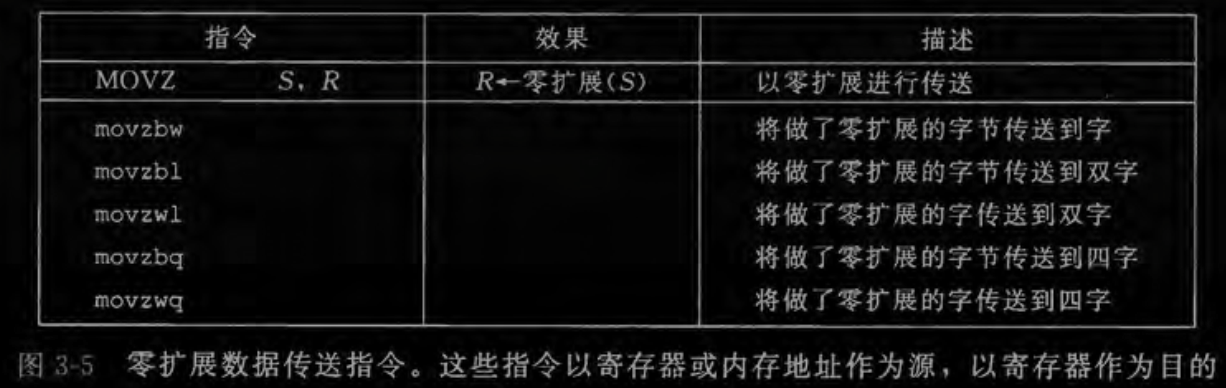 指令 效果 描述
MOVZ S, R R←零扩展(S) 以零扩展进行传送
movzbw 将做了零扩展的字节传送到字
movzbl 将做了零扩展的字节传送到双字
movzwl 将做了零扩展的字传送到双字
movzbq 将做了零扩展的字节传送到四字
movzwq 将做了零扩展的字传送到四字
图 3-5 零扩展数据传送指令。这些指令以寄存器或内存地址作为源，以寄存器作为目的